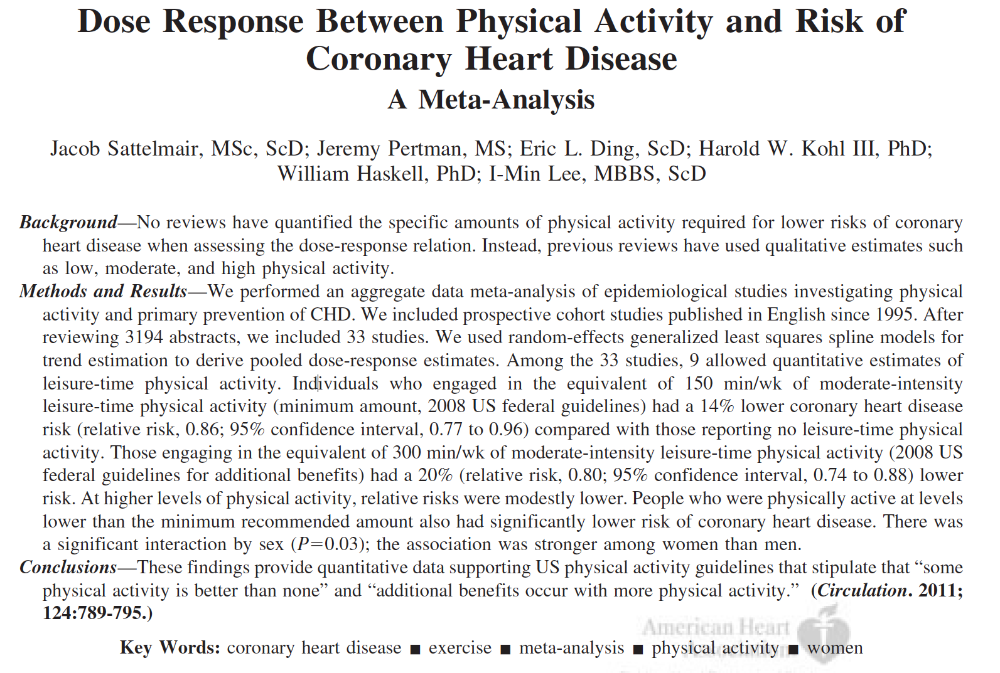 Dose Response Between Physical Activity and Risk of
Coronary Heart Disease
A Meta-Analysis
Jacob Sattelmair, MSc, ScD; Jeremy Pertman, MS; Eric L. Ding, ScD; Harold W. Kohl III, PhD;
William Haskell, PhD; I-Min Lee, MBBS, ScD
Background—No reviews have quantified the specific amounts of physical activity required for lower risks of coronary
heart disease when assessing the dose-response relation. Instead, previous reviews have used qualitative estimates such
as low, moderate, and high physical activity.
Methods and Results—We performed an aggregate data meta-analysis of epidemiological studies investigating physical
activity and primary prevention of CHD. We included prospective cohort studies published in English since 1995. After
reviewing 3194 abstracts, we included 33 studies. We used random-effects generalized least squares spline models for
trend estimation to derive pooled dose-response estimates. Among the 33 studies, 9 allowed quantitative estimates of
leisure-time physical activity. Individuals who engaged in the equivalent of 150 min/wk of moderate-intensity
leisure-time physical activity (minimum amount, 2008 US federal guidelines) had a 14% lower coronary heart disease
risk (relative risk, 0.86; 95% confidence interval, 0.77 to 0.96) compared with those reporting no leisure-time physical
activity. Those engaging in the equivalent of 300 min/wk of moderate-intensity leisure-time physical activity (2008 US
federal guidelines for additional benefits) had a 20% (relative risk, 0.80; 95% confidence interval, 0.74 to 0.88) lower
risk. At higher levels of physical activity, relative risks were modestly lower. People who were physically active at levels
lower than the minimum recommended amount also had significantly lower risk of coronary heart disease. There was
a significant interaction by sex (P=0.03); the association was stronger among women than men.
Conclusions—These findings provide quantitative data supporting US physical activity guidelines that stipulate that “some
physical activity is better than none” and “additional benefits occur with more physical activity.” (Circulation. 2011;
124:789-795.)
American Heart
Association
Key Words: coronary heart disease ■ exercise ■ meta-analysis ■ physical activity ■ women